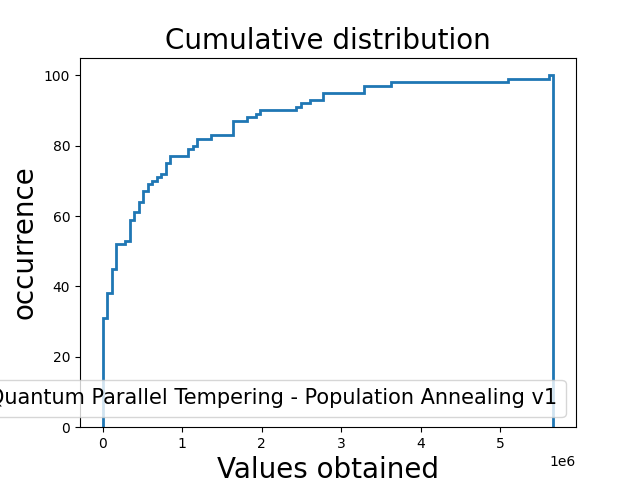 Cumulative distribution
100
80
60
40
20
0
occurrence
Quantum Parallel Tempering - Population Annealing v1
0 1 2 3 4 5
1e6
Values obtained